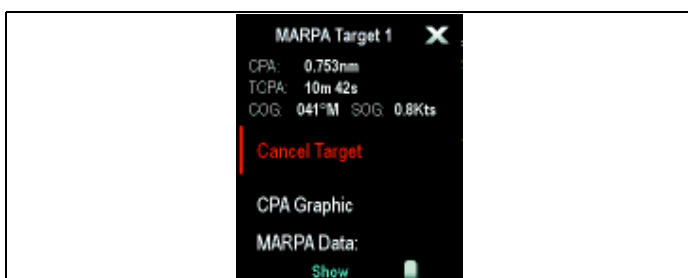 MARPA Target 1 X
CPA: 0.753nm
TCPA: 10m 42s
COG: 041°M SOG: 0.8Kts
Cancel Target
CPA Graphic
MARPA Data:
Show